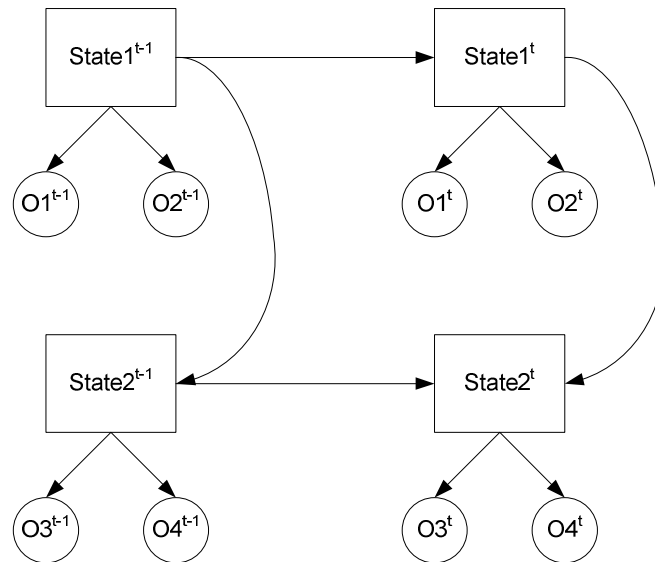 State1^t-1
State1^t
O1^t-1
O2^t-1
O1^t
O2^t
State2^t-1
State2^t
O3^t-1
O4^t-1
O3^t
O4^t